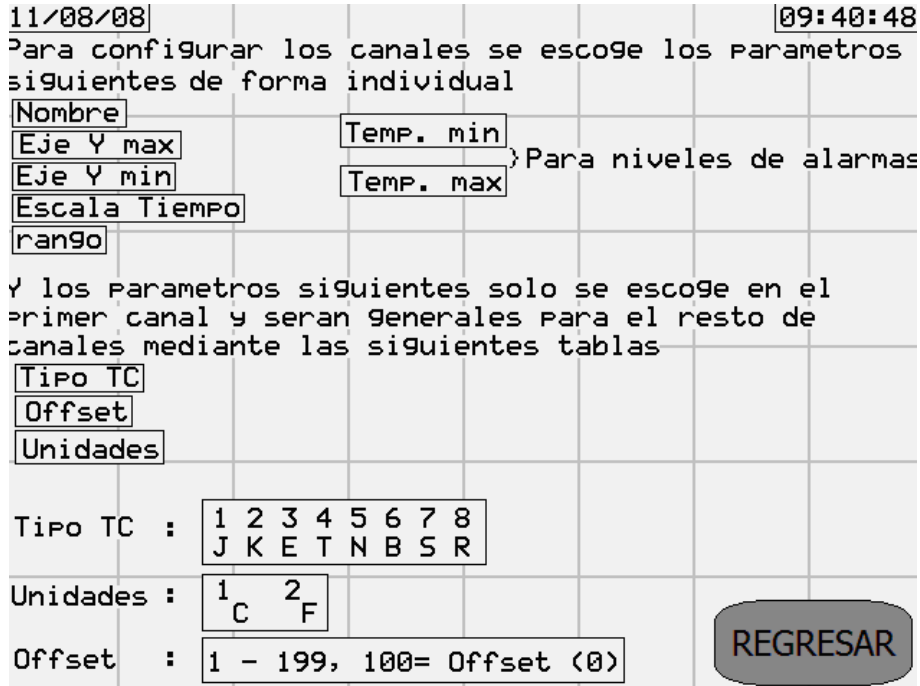 11/08/08 09:40:48
Para configurar los canales se escoge los parametros
siguientes de forma individual
Nombre
Eje Y max
Eje Y min
Escala Tiempo
rango
Temp. min
Temp. max
}Para niveles de alarmas
Y los parametros siguientes solo se escoge en el
primer canal y seran generales para el resto de
canales mediante las siguientes tablas
Tipo TC
Offset
Unidades
Tipo TC : 1 2 3 4 5 6 7 8
J K E T N B S R
Unidades : 1 C 2 F
Offset : 1 - 199, 100= Offset (0)
REGRESAR